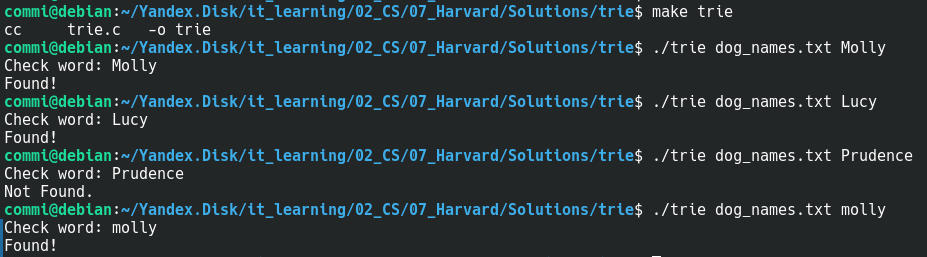 commi@debian:~/Yandex.Disk/it_learning/02_CS/07_Harvard/Solutions/trie$ make trie
cc     trie.c   -o trie
commi@debian:~/Yandex.Disk/it_learning/02_CS/07_Harvard/Solutions/trie$ ./trie dog_names.txt Molly
Check word: Molly
Found!
commi@debian:~/Yandex.Disk/it_learning/02_CS/07_Harvard/Solutions/trie$ ./trie dog_names.txt Lucy
Check word: Lucy
Found!
commi@debian:~/Yandex.Disk/it_learning/02_CS/07_Harvard/Solutions/trie$ ./trie dog_names.txt Prudence
Check word: Prudence
Not Found.
commi@debian:~/Yandex.Disk/it_learning/02_CS/07_Harvard/Solutions/trie$ ./trie dog_names.txt molly
Check word: molly
Found!